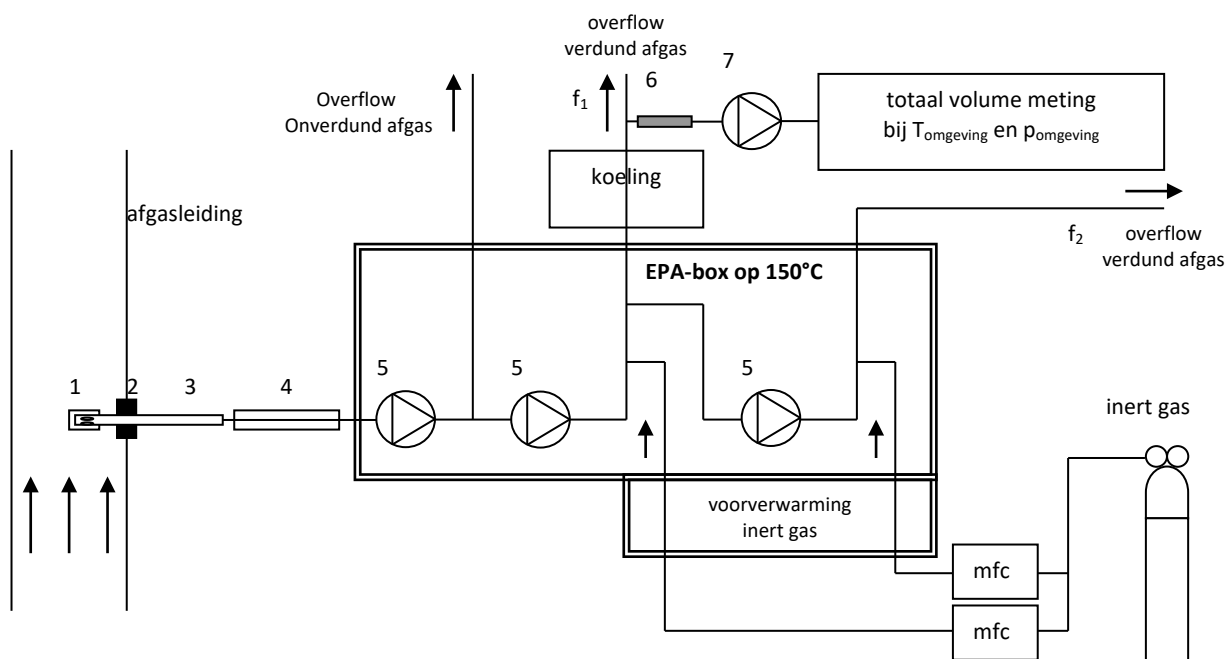 overflow
verdund afgas
Overflow
Onverdund afgas
f₁
6
7
totaal volume meting
bij Tomgeving en pomgeving
koeling
afgasleiding
f₂
overflow
verdund afgas
EPA-box op 150°C
1
2
3
4
5
5
5
inert gas
voorverwarming
inert gas
mfc
mfc